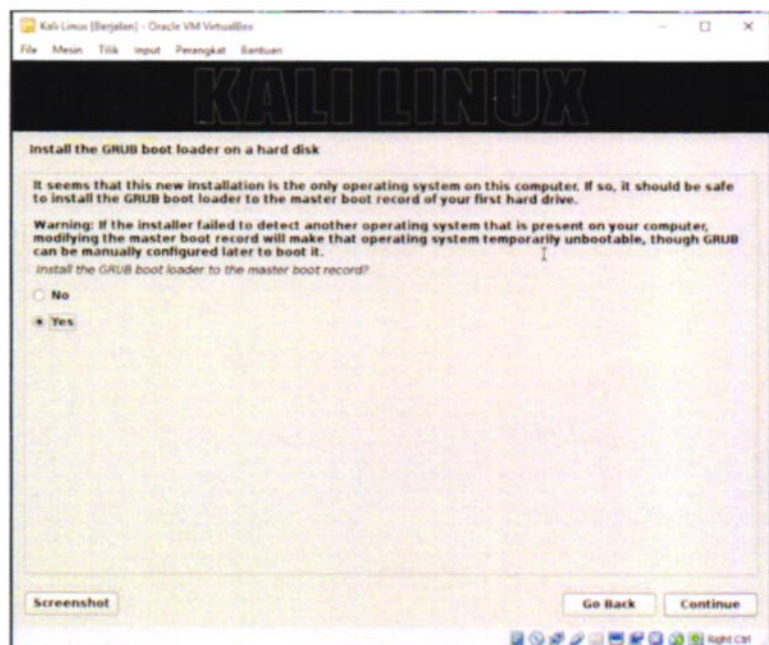 Kali Linux [Berjalan] - Oracle VM VirtualBox
File Mesin Tilik Input Perangkat Bantuan
KALI LINUX
Install the GRUB boot loader on a hard disk
It seems that this new installation is the only operating system on this computer. If so, it should be safe
to install the GRUB boot loader to the master boot record of your first hard drive.
Warning: If the installer failed to detect another operating system that is present on your computer,
modifying the master boot record will make that operating system temporarily unbootable, though GRUB
can be manually configured later to boot it.
Install the GRUB boot loader to the master boot record?
No
Yes
Screenshot
Go Back Continue
Right Ctrl